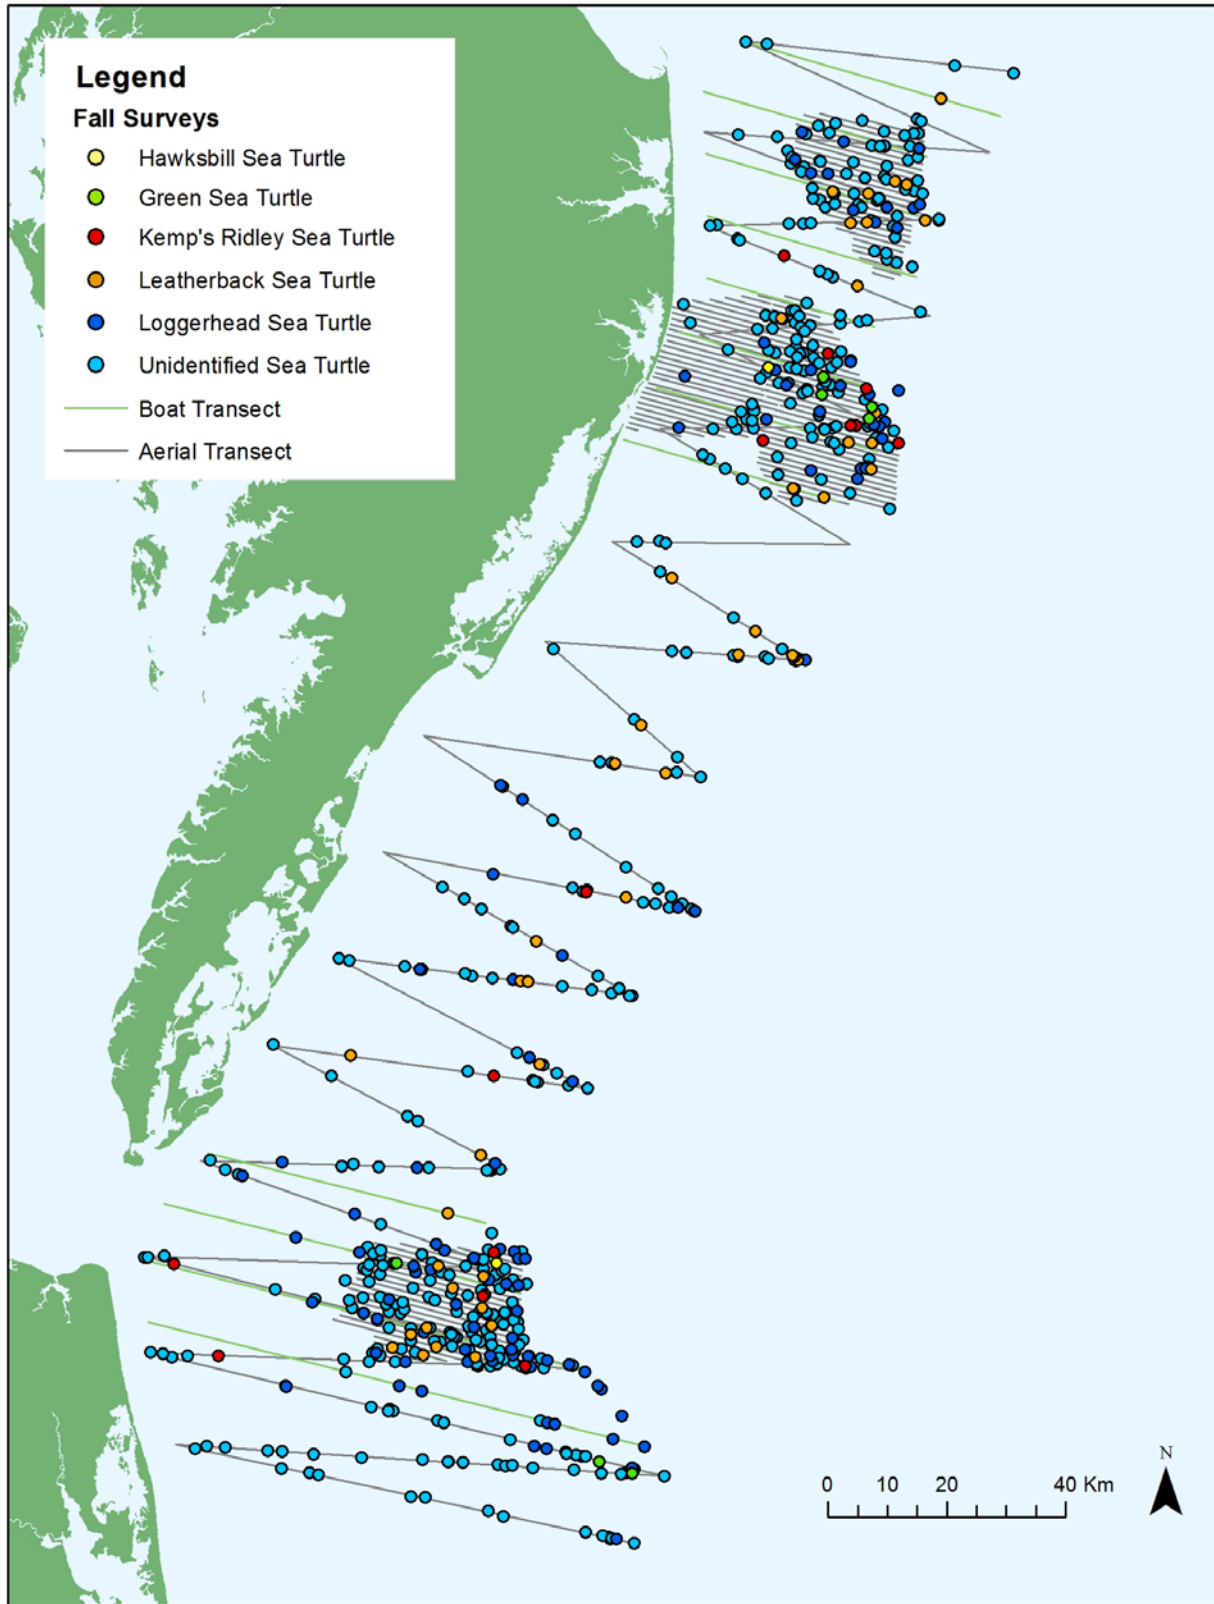 Legend
Fall Surveys
Hawksbill Sea Turtle
Green Sea Turtle
Kemp's Ridley Sea Turtle
Leatherback Sea Turtle
Loggerhead Sea Turtle
Unidentified Sea Turtle
Boat Transect
Aerial Transect
N
0 10 20 40 Km